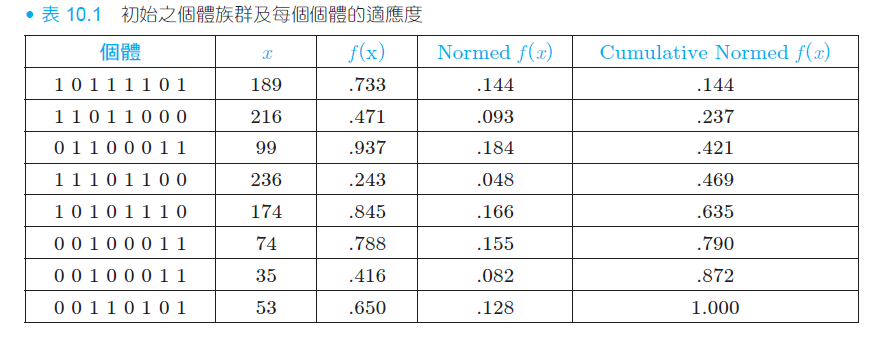 • 表 10.1 初始之個體族群及每個個體的適應度
個體 x f(x) Normed f(x) Cumulative Normed f(x)
1 0 1 1 1 1 0 1 189 .733 .144 .144
1 1 0 1 1 0 0 0 216 .471 .093 .237
0 1 1 0 0 0 1 1 99 .937 .184 .421
1 1 1 0 1 1 0 0 236 .243 .048 .469
1 0 1 0 1 1 1 0 174 .845 .166 .635
0 0 1 0 0 0 1 1 74 .788 .155 .790
0 0 1 0 0 0 1 1 35 .416 .082 .872
0 0 1 1 0 1 0 1 53 .650 .128 1.000